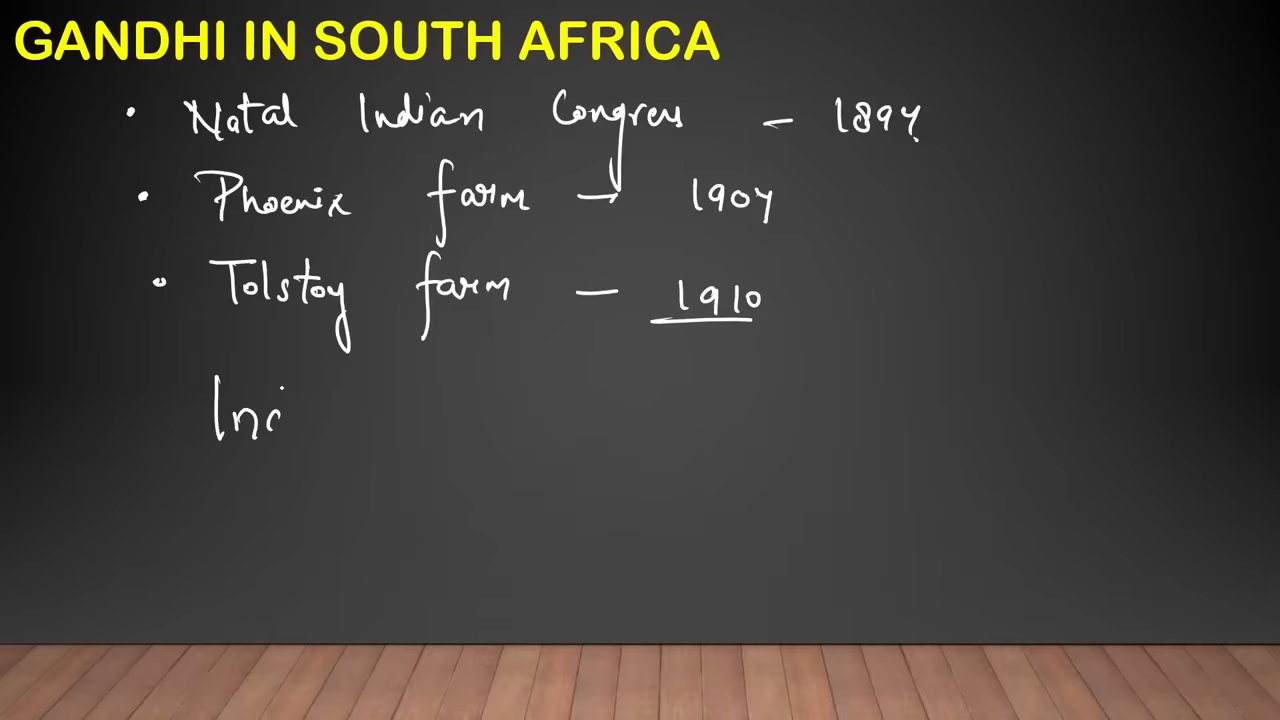 GANDHI IN SOUTH AFRICA
• Natal Indian Congress - 1894
• Phoenix farm → 1904
• Tolstoy farm - 1910